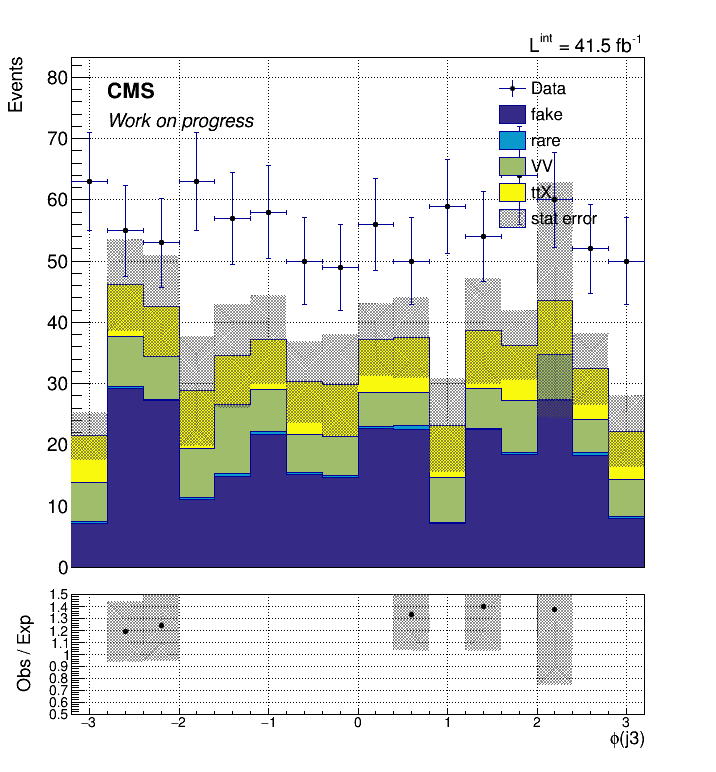 L^int = 41.5 fb^-1
Events
80
CMS
Data
Work on progress
fake
70
rare
VV
60
ttX
stat error
50
40
30
20
10
0
Obs / Exp
1.5
1.4
1.3
1.2
1.1
1
0.9
0.8
0.7
0.6
0.5
−3 −2 −1 0 1 2 3
ϕ(j3)